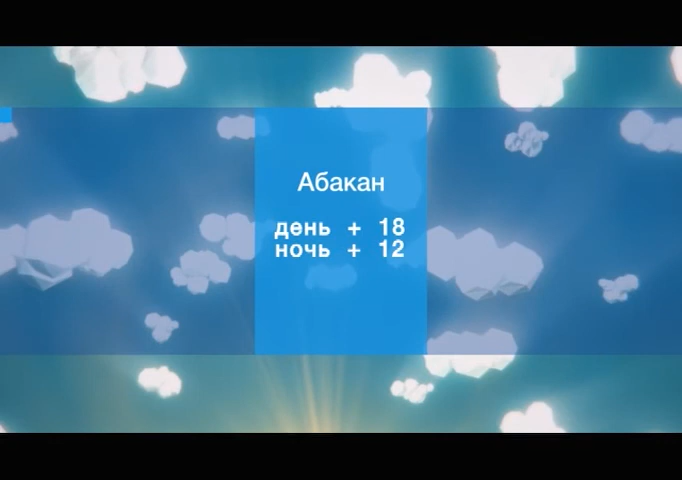 Абакан
день + 18
ночь + 12